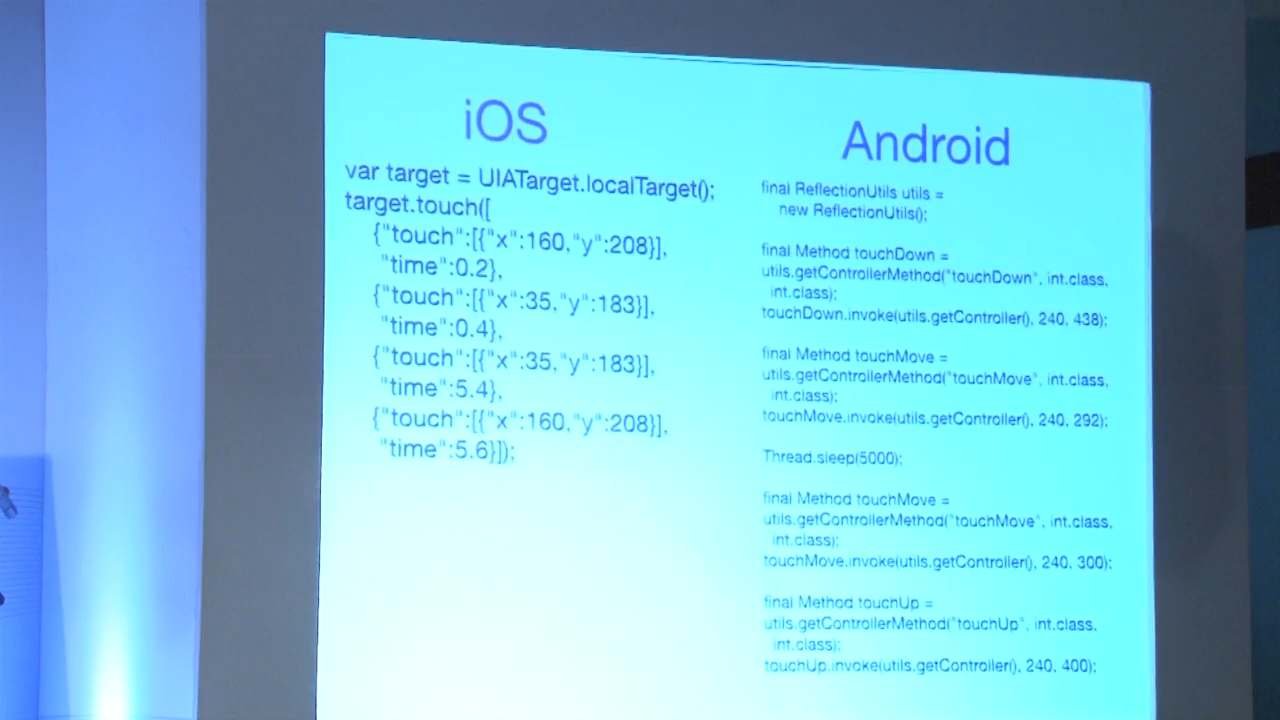 iOS
var target = UIATarget.localTarget();
target.touch([
{"touch":[{"x":160,"y":208}],
"time":0.2},
{"touch":[{"x":35,"y":183}],
"time":0.4},
{"touch":[{"x":35,"y":183}],
"time":5.4},
{"touch":[{"x":160,"y":208}],
"time":5.6}]);
Android
final ReflectionUtils utils =
new ReflectionUtils();
final Method touchDown =
utils.getControllerMethod("touchDown", int.class,
int.class);
touchDown.invoke(utils.getController(), 240, 438);
final Method touchMove =
utils.getControllerMethod("touchMove", int.class,
int.class);
touchMove.invoke(utils.getController(), 240, 292);
Thread.sleep(5000);
final Method touchMove =
utils.getControllerMethod("touchMove", int.class,
int.class);
touchMove.invoke(utils.getController(), 240, 300);
final Method touchUp =
utils.getControllerMethod("touchUp", int.class,
int.class);
touchUp.invoke(utils.getController(), 240, 400);